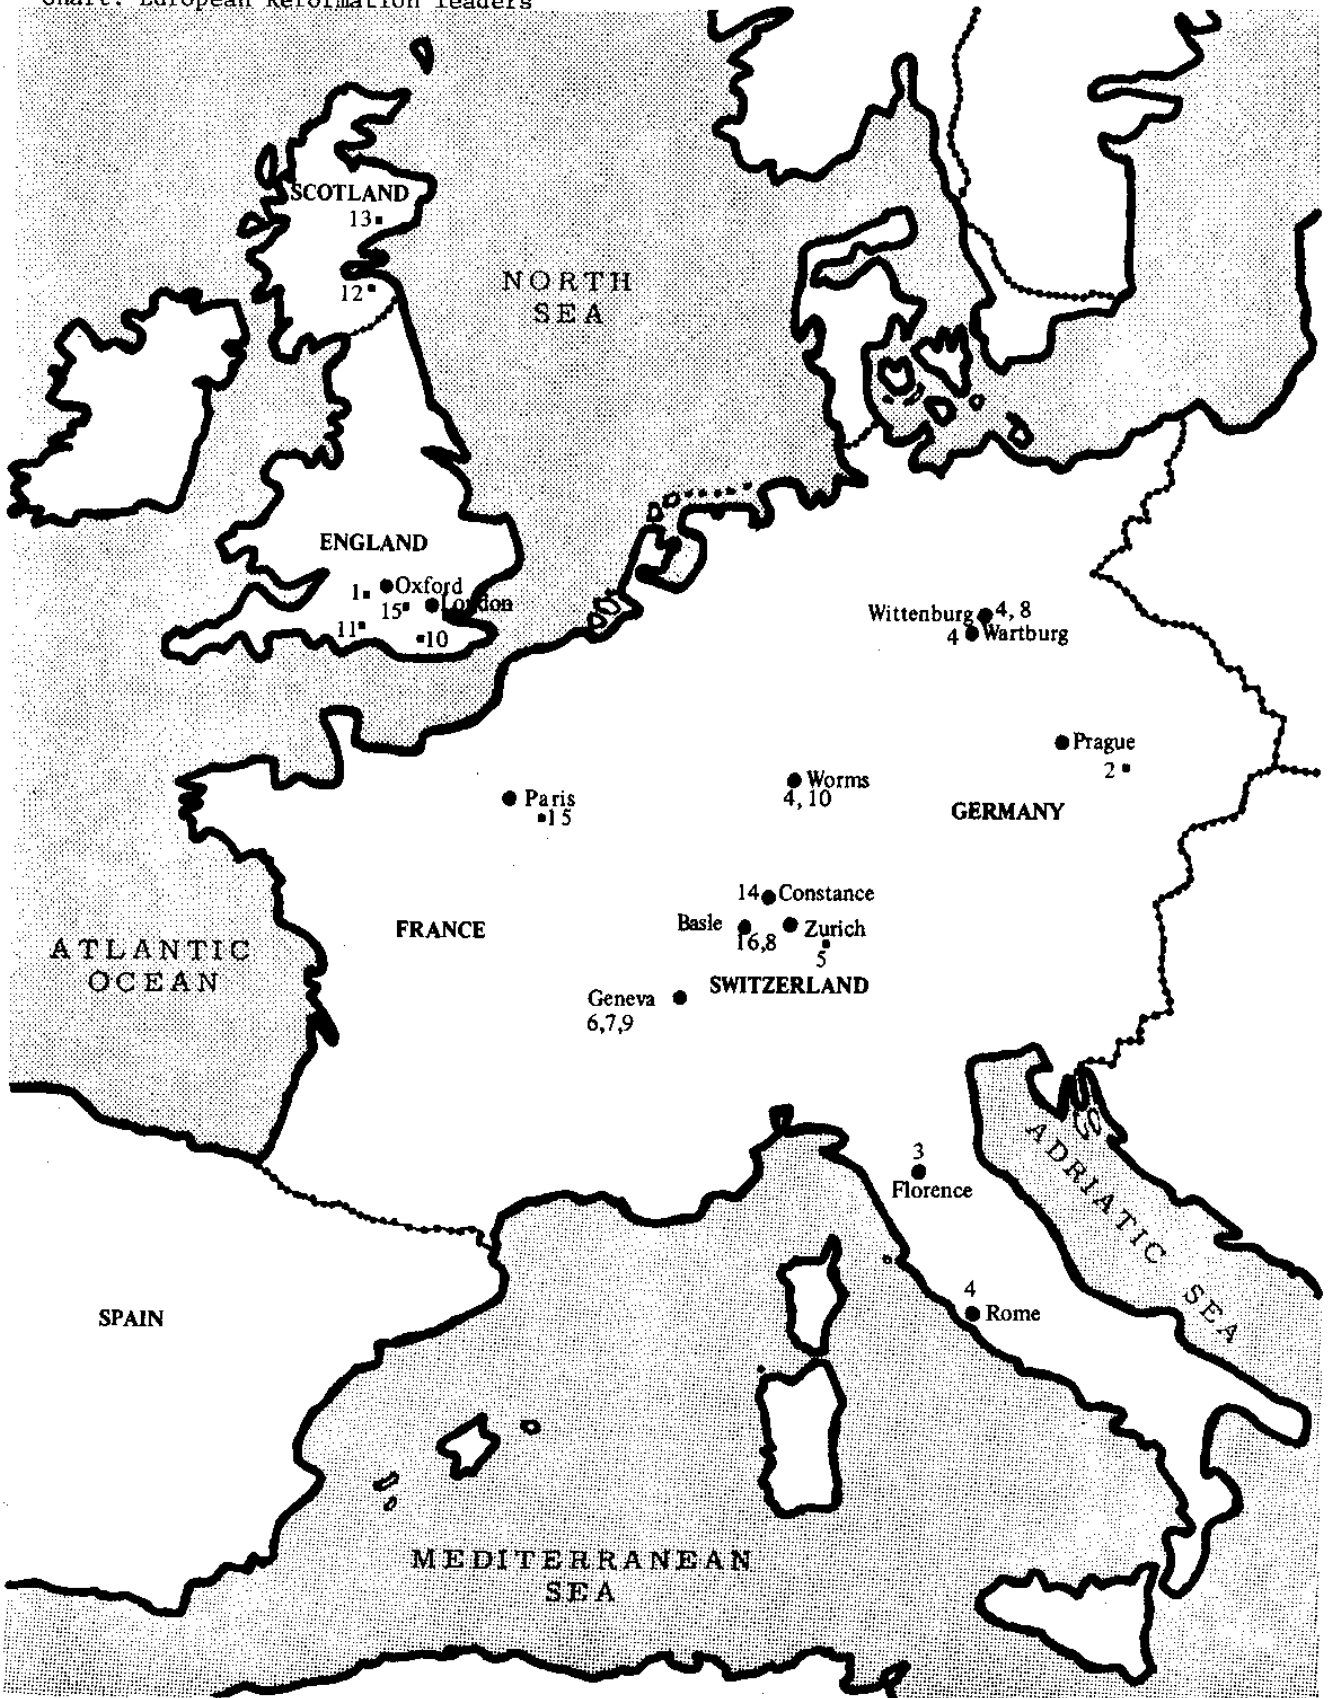 Chart: European Reformation leaders
SCOTLAND
13
NORTH
SEA
12
ENGLAND
1 Oxford
15 London
11 10
Wittenburg 4, 8
4 Wartburg
Prague
2
Worms
4, 10
Paris
15
GERMANY
14 Constance
Basle Zurich
16,8
5
FRANCE
ATLANTIC
OCEAN
SWITZERLAND
Geneva
6,7,9
ADRIATIC SEA
3
Florence
4
Rome
SPAIN
MEDITERRANEAN
SEA